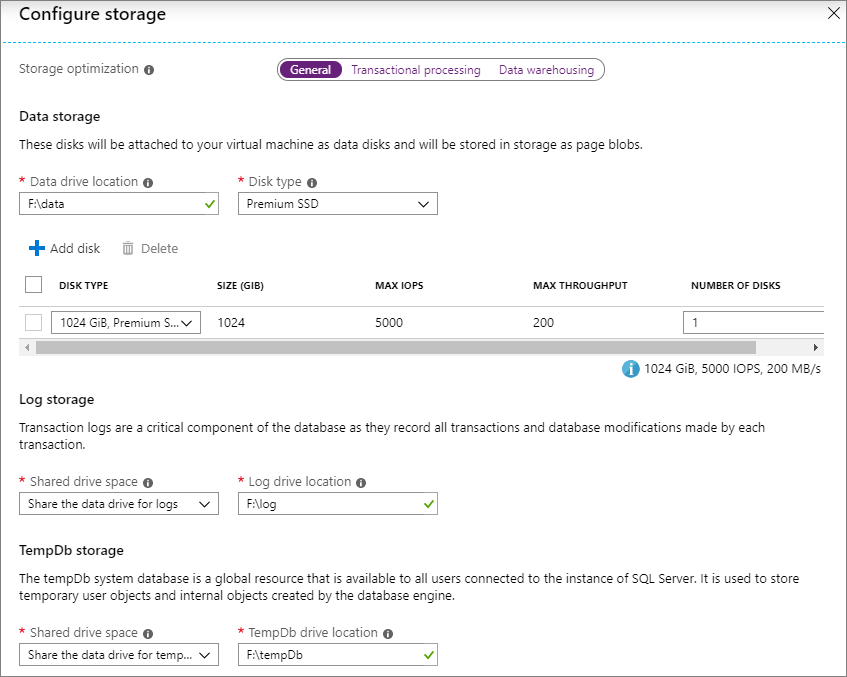 Configure storage
Storage optimization
General Transactional processing Data warehousing
Data storage
These disks will be attached to your virtual machine as data disks and will be stored in storage as page blobs.
* Data drive location * Disk type
F:\data Premium SSD
Add disk Delete
DISK TYPE SIZE (GIB) MAX IOPS MAX THROUGHPUT NUMBER OF DISKS
1024 GiB, Premium S... 1024 5000 200 1
1024 GiB, 5000 IOPS, 200 MB/s
Log storage
Transaction logs are a critical component of the database as they record all transactions and database modifications made by each
transaction.
* Shared drive space * Log drive location
Share the data drive for logs F:\log
TempDb storage
The tempDb system database is a global resource that is available to all users connected to the instance of SQL Server. It is used to store
temporary user objects and internal objects created by the database engine.
* Shared drive space * TempDb drive location
Share the data drive for temp... F:\tempDb